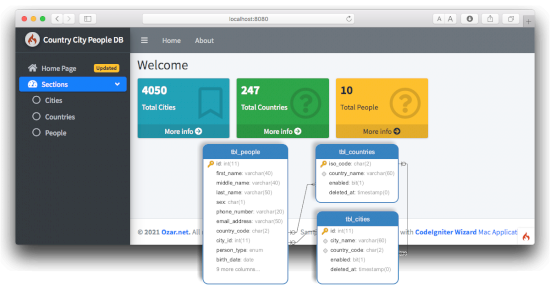 localhost:8080
A A
Country City People DB
Home About
Home Page Updated
Sections
Cities
Countries
People
Welcome
4050 247 10
Total Cities Total Countries Total People
More info More info More info
tbl_people
id int(11)
first_name: varchar(40)
middle_name: varchar(40)
last_name: varchar(50)
sex: char(1)
phone_number: varchar(20)
email_address: varchar(50)
country_code: char(2)
city_id: int(11)
person_type: enum
birth_date: date
9 more columns...
tbl_countries
iso_code: char(2)
country_name: varchar(60)
enabled: bit(1)
deleted_at: timestamp(0)
tbl_cities
id: int(11)
city_name: varchar(60)
country_code: char(2)
enabled: bit(1)
deleted_at: timestamp(0)
© 2021 Ozar.net. All
with CodeIgniter Wizard Mac Applicat